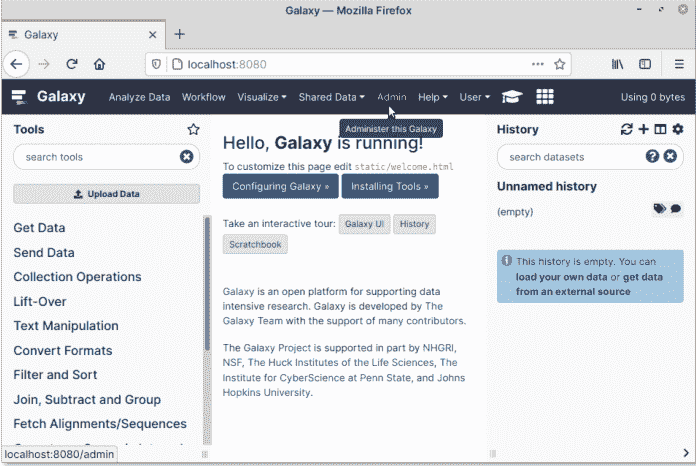 Galaxy — Mozilla Firefox
Galaxy
localhost:8080
Galaxy Analyze Data Workflow Visualize Shared Data Admin Help User Using 0 bytes
Administer this Galaxy
Tools
search tools
Upload Data
Get Data
Send Data
Collection Operations
Lift-Over
Text Manipulation
Convert Formats
Filter and Sort
Join, Subtract and Group
Fetch Alignments/Sequences
localhost:8080/admin
Hello, Galaxy is running!
To customize this page edit static/welcome.html
Configuring Galaxy » Installing Tools »
Take an interactive tour: Galaxy UI History
Scratchbook
Galaxy is an open platform for supporting data
intensive research. Galaxy is developed by The
Galaxy Team with the support of many contributors.
The Galaxy Project is supported in part by NHGRI,
NSF, The Huck Institutes of the Life Sciences, The
Institute for CyberScience at Penn State, and Johns
Hopkins University.
History
search datasets
Unnamed history
(empty)
This history is empty. You can
load your own data or get data
from an external source